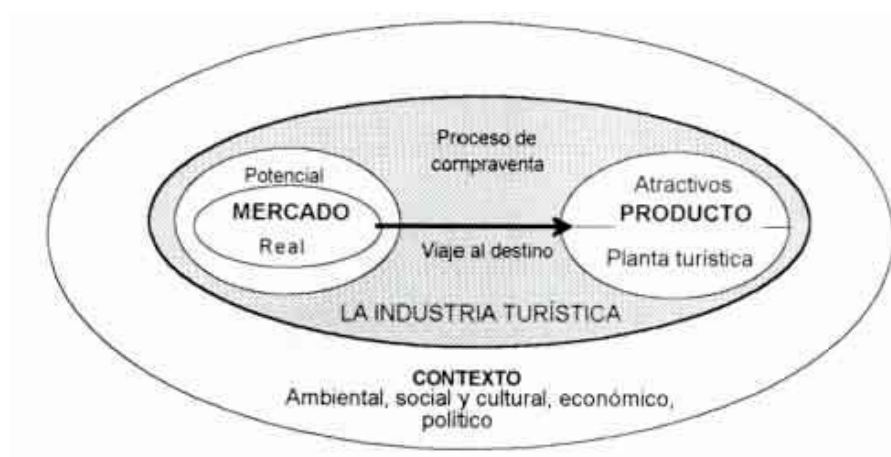 Proceso de
compraventa
Potencial
MERCADO
Real
Viaje al destino
Atractivos
PRODUCTO
Planta turística
LA INDUSTRIA TURÍSTICA
CONTEXTO
Ambiental, social y cultural, económico,
político